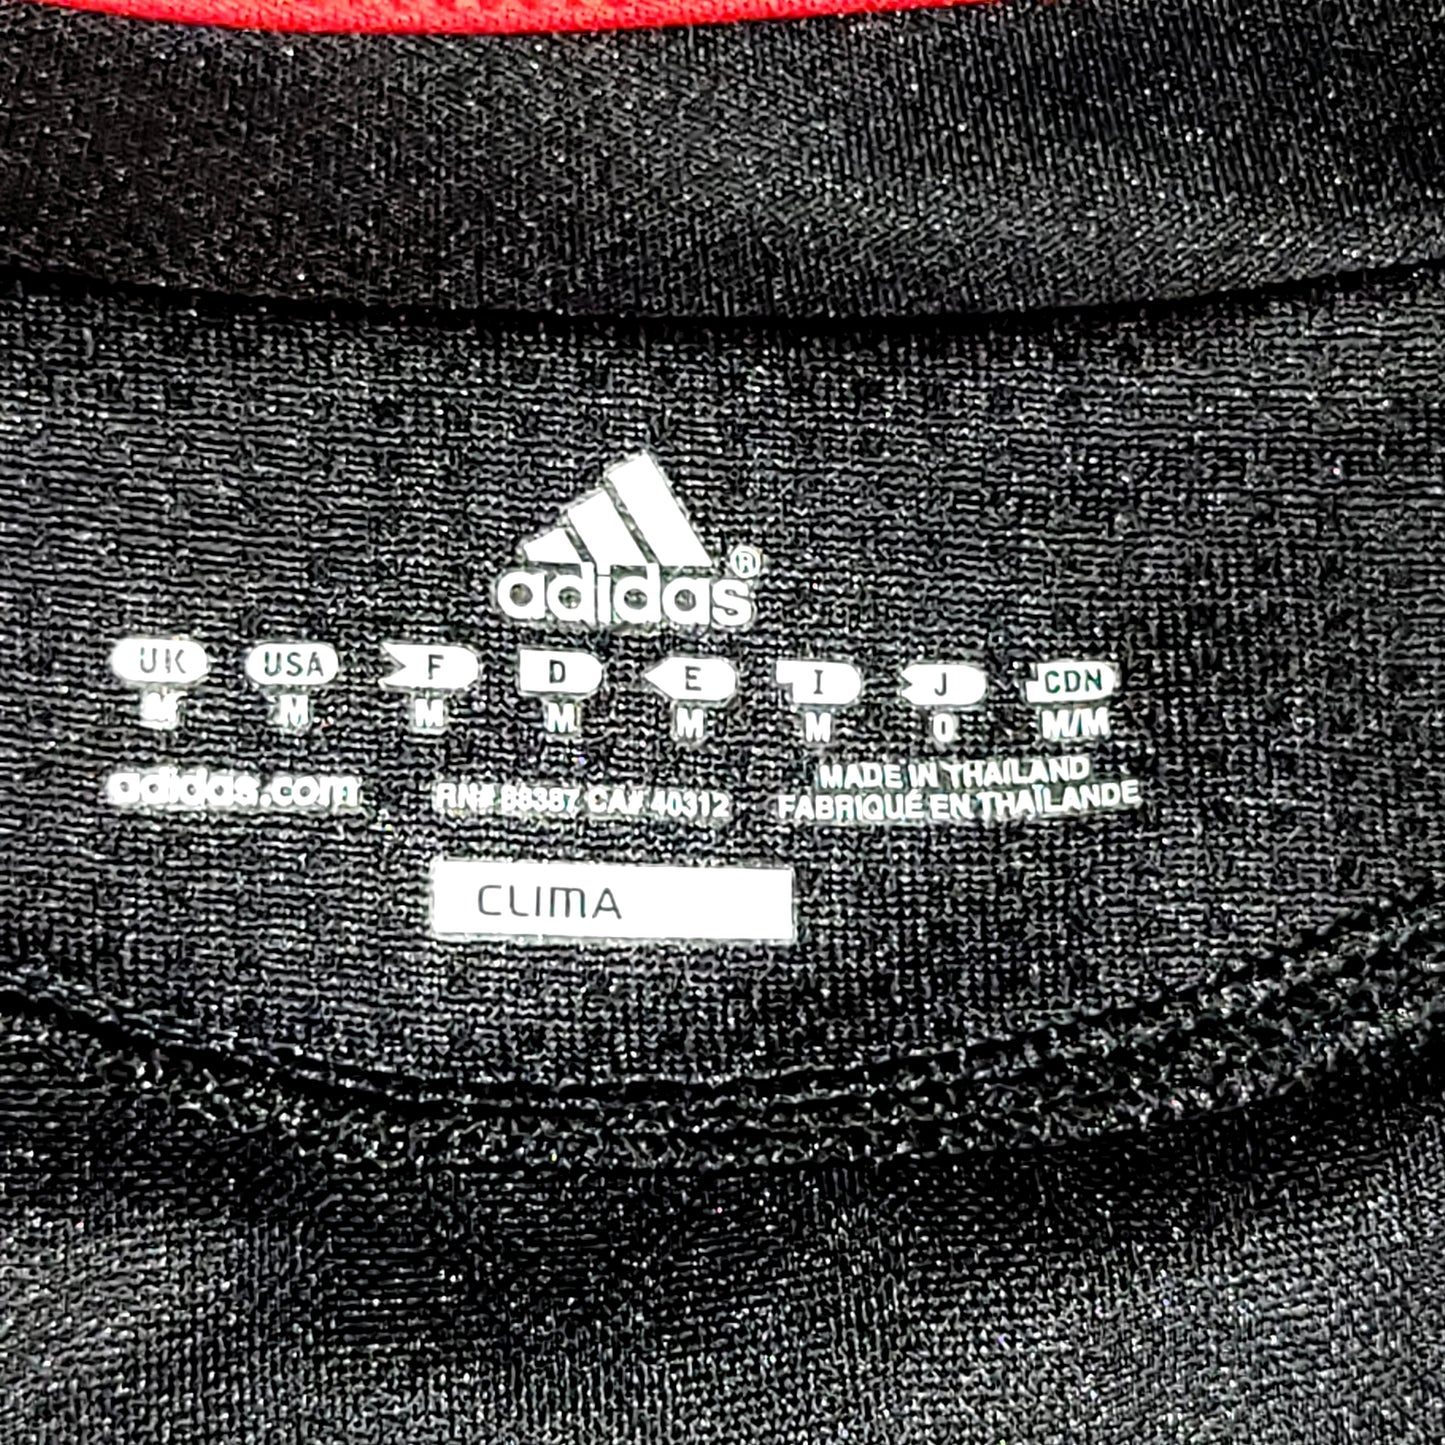 adidas®
UK USA F D E I J CDN
M M M M M M O M/M
adidas.com RN# 88387 CA# 40312 MADE IN THAILAND
FABRIQUÉ EN THAÏLANDE
CLIMA